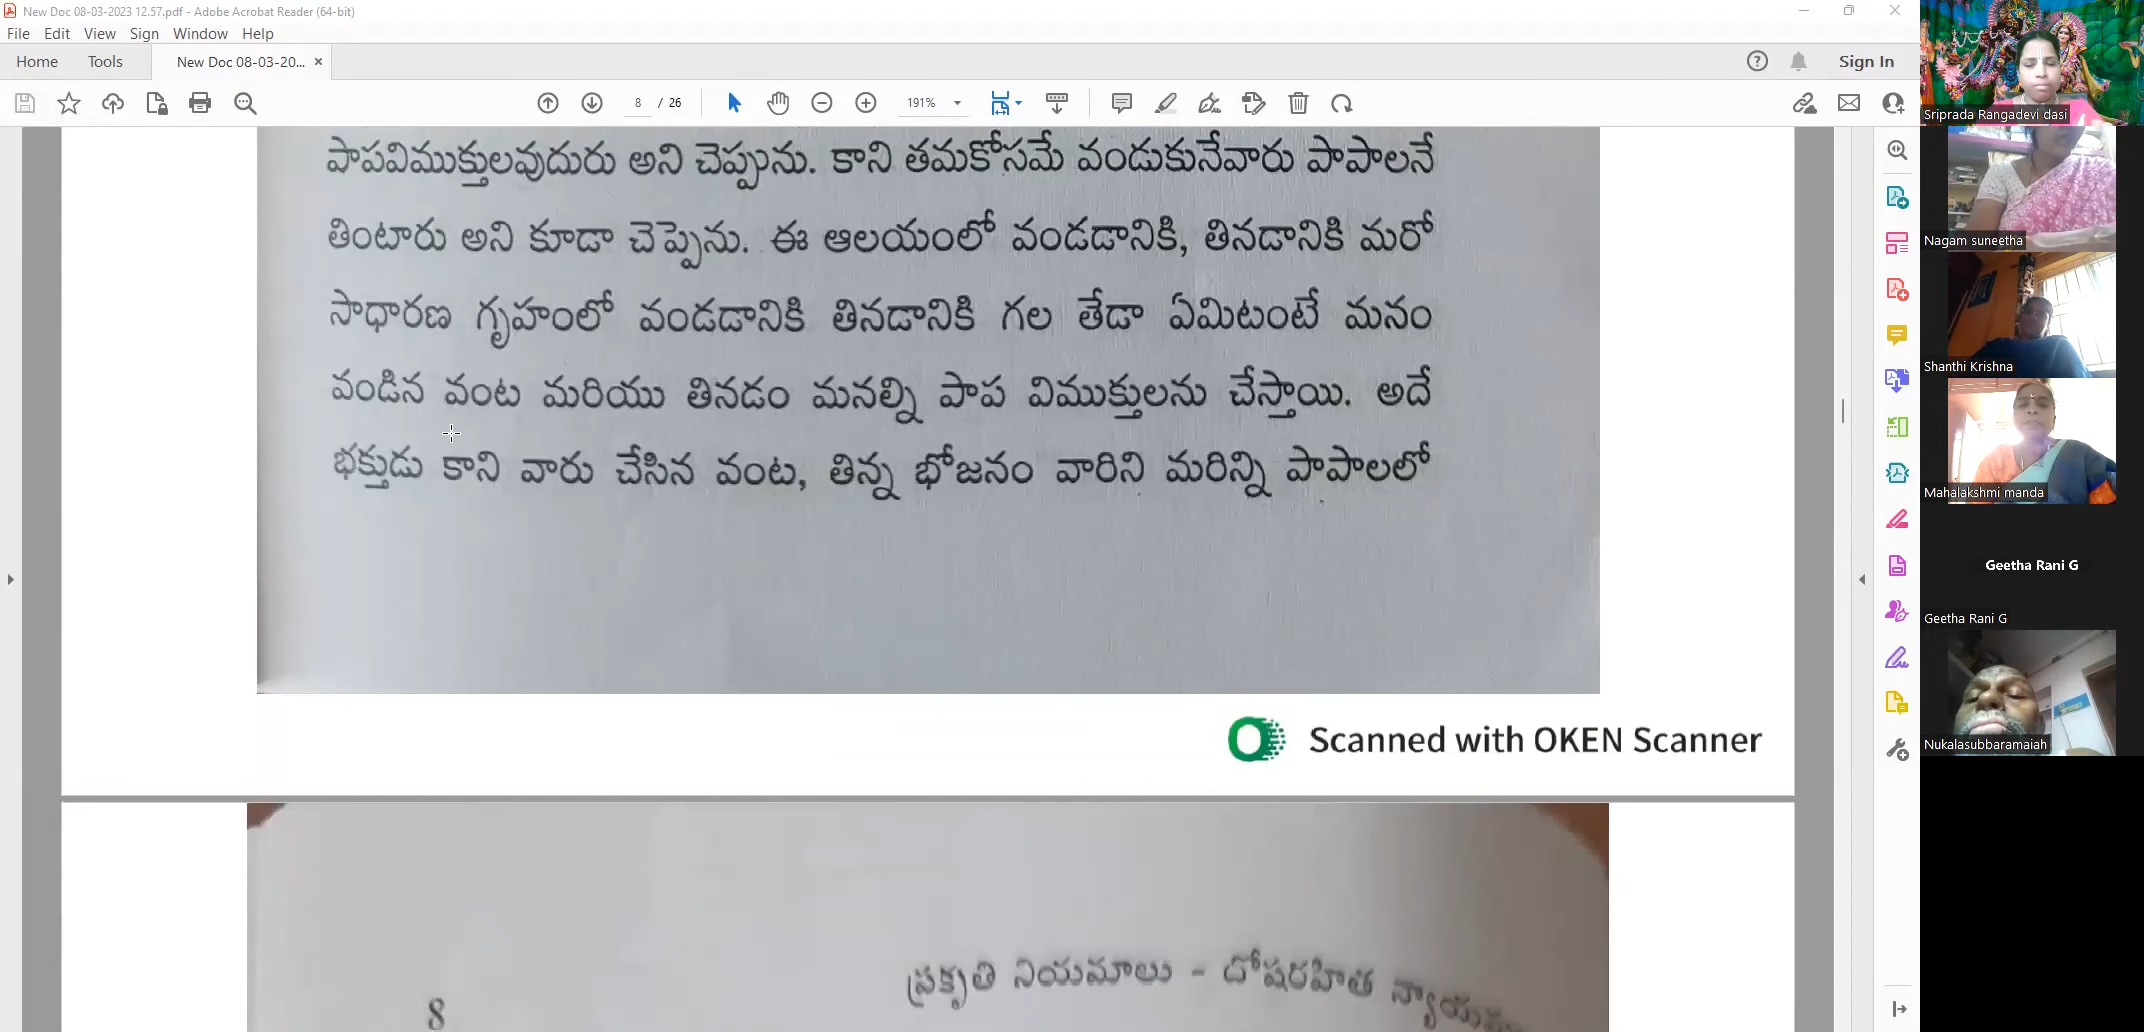 New Doc 08-03-2023 12.57.pdf - Adobe Acrobat Reader (64-bit)
File Edit View Sign Window Help
Home Tools New Doc 08-03-20... × Sign In
8 / 26 191%
పాపవిముక్తులవుదురు అని చెప్పును. కాని తమకోసమే వండుకునేవారు పాపాలనే
తింటారు అని కూడా చెప్పెను. ఈ ఆలయంలో వండడానికి, తినడానికి మరో
సాధారణ గృహంలో వండడానికి తినడానికి గల తేడా ఏమిటంటే మనం
వండిన వంట మరియు తినడం మనల్ని పాప విముక్తులను చేస్తాయి. అదే
భక్తుడు కాని వారు చేసిన వంట, తిన్న భోజనం వారిని మరిన్ని పాపాలలో
Scanned with OKEN Scanner
ప్రకృతి నియమాలు - దోషరహిత
8
Sriprada Rangadevi dasi
Nagam suneetha
Shanthi Krishna
Mahalakshmi manda
Geetha Rani G
Geetha Rani G
Nukalasubbaramaiah